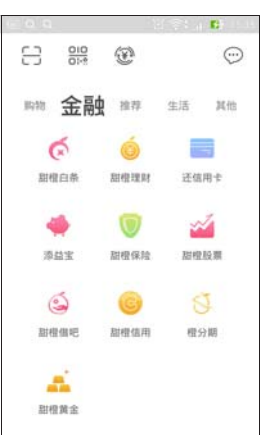 购物 金融 推荐 生活 其他
甜橙白条 甜橙理财 还信用卡
添益宝 甜橙保险 甜橙股票
甜橙借吧 甜橙信用 橙分期
甜橙黄金